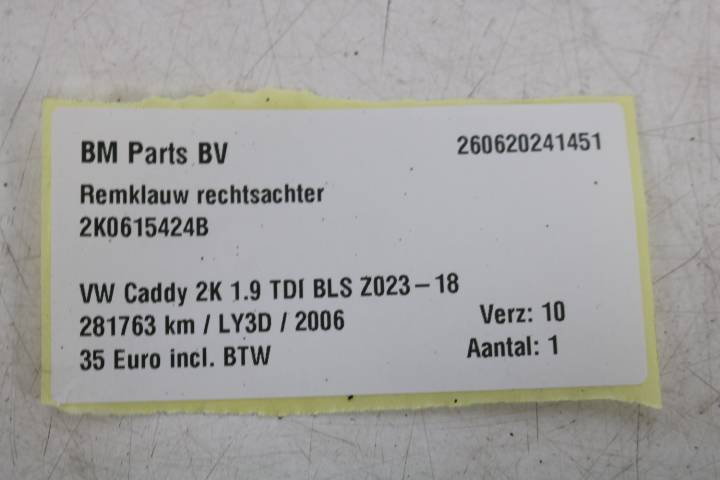 BM Parts BV 260620241451
Remklauw rechtsachter
2K0615424B
VW Caddy 2K 1.9 TDI BLS Z023-18
281763 km / LY3D / 2006 Verz: 10
35 Euro incl. BTW Aantal: 1